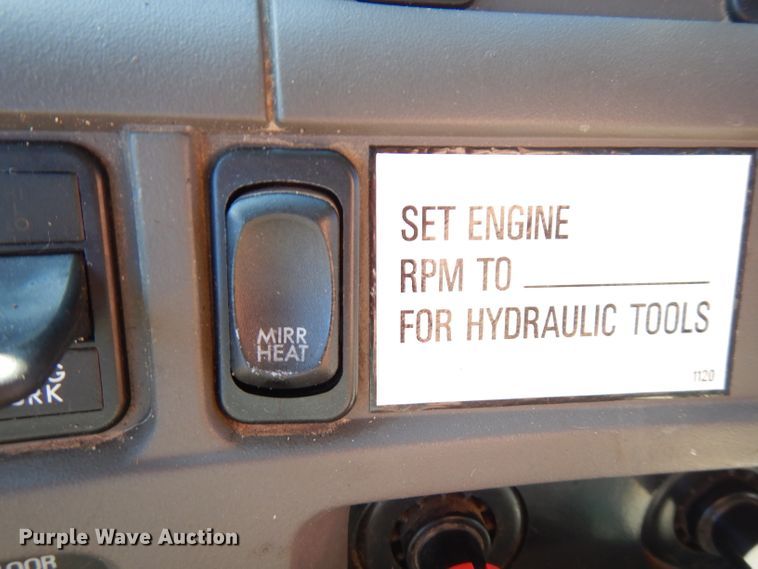 SET ENGINE
RPM TO
FOR HYDRAULIC TOOLS
1120
MIRR
HEAT
Purple Wave Auction